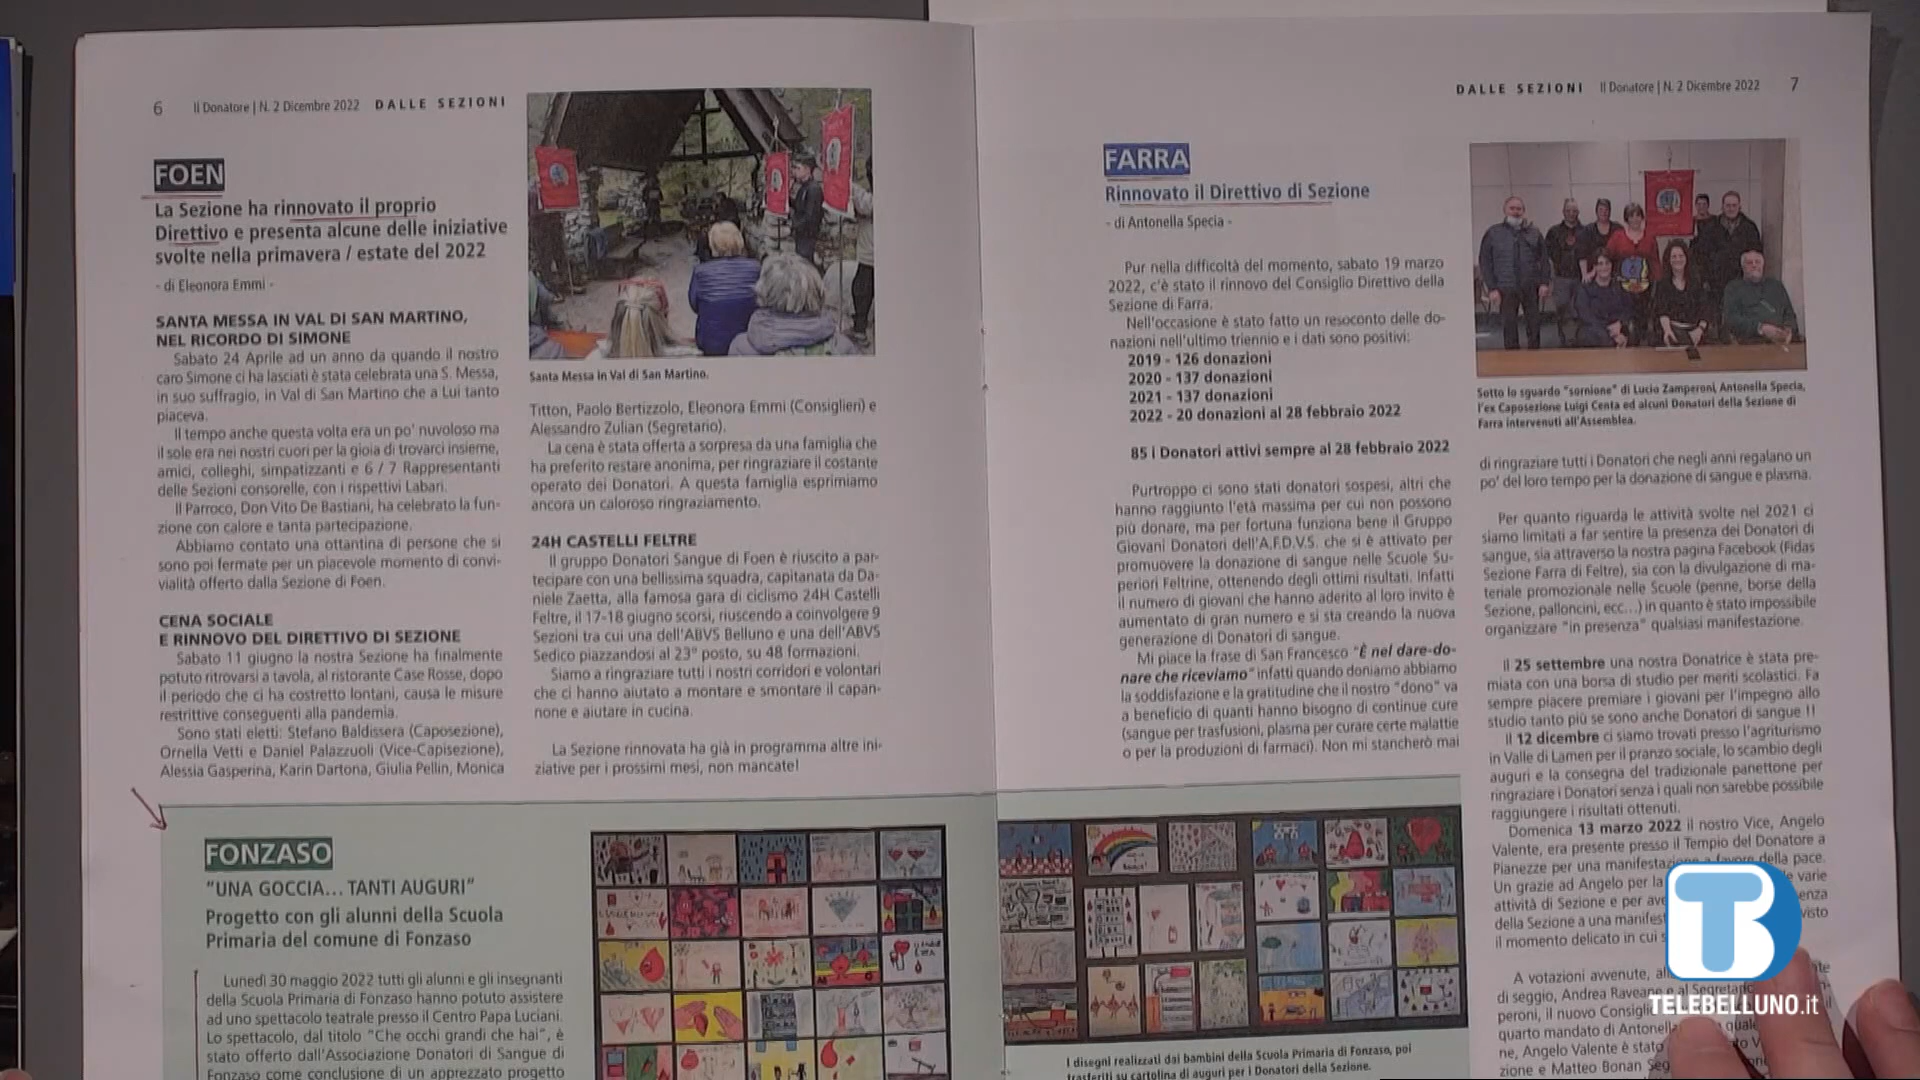 6 Il Donatore | N. 2 Dicembre 2022 DALLE SEZIONI
FOEN
La Sezione ha rinnovato il proprio
Direttivo e presenta alcune delle iniziative
svolte nella primavera / estate del 2022
- di Eleonora Emmi -
SANTA MESSA IN VAL DI SAN MARTINO,
NEL RICORDO DI SIMONE
Sabato 24 Aprile ad un anno da quando il nostro
caro Simone ci ha lasciati è stata celebrata una S. Messa,
in suo suffragio, in Val di San Martino che a Lui tanto
piaceva.
Il tempo anche questa volta era un po' nuvoloso ma
il sole era nei nostri cuori per la gioia di trovarci insieme,
amici, colleghi, simpatizzanti e 6 / 7 Rappresentanti
delle Sezioni consorelle, con i rispettivi Labari.
Il Parroco, Don Vito De Bastiani, ha celebrato la fun-
zione con calore e tanta partecipazione.
Abbiamo contato una ottantina di persone che si
sono poi fermate per un piacevole momento di convi-
vialità offerto dalla Sezione di Foen.
CENA SOCIALE
E RINNOVO DEL DIRETTIVO DI SEZIONE
Sabato 11 giugno la nostra Sezione ha finalmente
potuto ritrovarsi a tavola, al ristorante Case Rosse, dopo
il periodo che ci ha costretto lontani, causa le misure
restrittive conseguenti alla pandemia.
Sono stati eletti: Stefano Baldissera (Caposezione),
Ornella Vetti e Daniel Palazzuoli (Vice-Capisezione),
Alessia Gasperina, Karin Dartona, Giulia Pellin, Monica
Santa Messa in Val di San Martino.
Titton, Paolo Bertizzolo, Eleonora Emmi (Consiglieri) e
Alessandro Zulian (Segretario).
La cena è stata offerta a sorpresa da una famiglia che
ha preferito restare anonima, per ringraziare il costante
operato dei Donatori. A questa famiglia esprimiamo
ancora un caloroso ringraziamento.
24H CASTELLI FELTRE
Il gruppo Donatori Sangue di Foen è riuscito a par-
tecipare con una bellissima squadra, capitanata da Da-
niele Zaetta, alla famosa gara di ciclismo 24H Castelli
Feltre, il 17-18 giugno scorsi, riuscendo a coinvolgere 9
Sezioni tra cui una dell'ABVS Belluno e una dell'ABVS
Sedico piazzandosi al 23° posto, su 48 formazioni.
Siamo a ringraziare tutti i nostri corridori e volontari
che ci hanno aiutato a montare e smontare il capan-
none e aiutare in cucina.
La Sezione rinnovata ha già in programma altre ini-
ziative per i prossimi mesi, non mancate!
FONZASO
"UNA GOCCIA... TANTI AUGURI"
Progetto con gli alunni della Scuola
Primaria del comune di Fonzaso
Lunedì 30 maggio 2022 tutti gli alunni e gli insegnanti
della Scuola Primaria di Fonzaso hanno potuto assistere
ad uno spettacolo teatrale presso il Centro Papa Luciani.
Lo spettacolo, dal titolo "Che occhi grandi che hai", è
stato offerto dall'Associazione Donatori di Sangue di
Fonzaso come conclusione di un apprezzato progetto
DALLE SEZIONI Il Donatore | N. 2 Dicembre 2022 7
FARRA
Rinnovato il Direttivo di Sezione
- di Antonella Specia -
Pur nella difficoltà del momento, sabato 19 marzo
2022, c'è stato il rinnovo del Consiglio Direttivo della
Sezione di Farra.
Nell'occasione è stato fatto un resoconto delle do-
nazioni nell'ultimo triennio e i dati sono positivi:
2019 - 126 donazioni
2020 - 137 donazioni
2021 - 137 donazioni
2022 - 20 donazioni al 28 febbraio 2022
85 i Donatori attivi sempre al 28 febbraio 2022
Purtroppo ci sono stati donatori sospesi, altri che
hanno raggiunto l'età massima per cui non possono
più donare, ma per fortuna funziona bene il Gruppo
Giovani Donatori dell'A.F.D.V.S. che si è attivato per
promuovere la donazione di sangue nelle Scuole Su-
periori Feltrine, ottenendo degli ottimi risultati. Infatti
il numero di giovani che hanno aderito al loro invito è
aumentato di gran numero e si sta creando la nuova
generazione di Donatori di sangue.
Mi piace la frase di San Francesco "È nel dare-do-
nare che riceviamo" infatti quando doniamo abbiamo
la soddisfazione e la gratitudine che il nostro "dono" va
a beneficio di quanti hanno bisogno di continue cure
(sangue per trasfusioni, plasma per curare certe malattie
o per la produzioni di farmaci). Non mi stancherò mai
I disegni realizzati dai bambini della Scuola Primaria di Fonzaso, poi
trasferiti su cartolina di auguri per i Donatori della Sezione.
Sotto lo sguardo "sornione" di Lucio Zamperoni, Antonella Specia,
l'ex Caposezione Luigi Centa ed alcuni Donatori della Sezione di
Farra intervenuti all'Assemblea.
di ringraziare tutti i Donatori che negli anni regalano un
po' del loro tempo per la donazione di sangue e plasma.
Per quanto riguarda le attività svolte nel 2021 ci
siamo limitati a far sentire la presenza dei Donatori di
sangue, sia attraverso la nostra pagina Facebook (Fidas
Sezione Farra di Feltre), sia con la divulgazione di ma-
teriale promozionale nelle Scuole (penne, borse della
Sezione, palloncini, ecc...) in quanto è stato impossibile
organizzare "in presenza" qualsiasi manifestazione.
Il 25 settembre una nostra Donatrice è stata pre-
miata con una borsa di studio per meriti scolastici. Fa
sempre piacere premiare i giovani per l'impegno allo
studio tanto più se sono anche Donatori di sangue !!
Il 12 dicembre ci siamo trovati presso l'agriturismo
in Valle di Lamen per il pranzo sociale, lo scambio degli
auguri e la consegna del tradizionale panettone per
ringraziare i Donatori senza i quali non sarebbe possibile
raggiungere i risultati ottenuti.
Domenica 13 marzo 2022 il nostro Vice, Angelo
Valente, era presente presso il Tempio del Donatore a
Pianezze per una manifestazione a favore della pace.
Un grazie ad Angelo per la varie
attività di Sezione e per
della Sezione a una visto
il momento delicato in cui
A votazioni avvenute,
di seggio, Andrea Raveane e al Segretario
peroni, il nuovo
quarto mandato di
ne, Angelo Valente è stato
zione e Matteo Bonan
TB
TELEBELLUNO.it